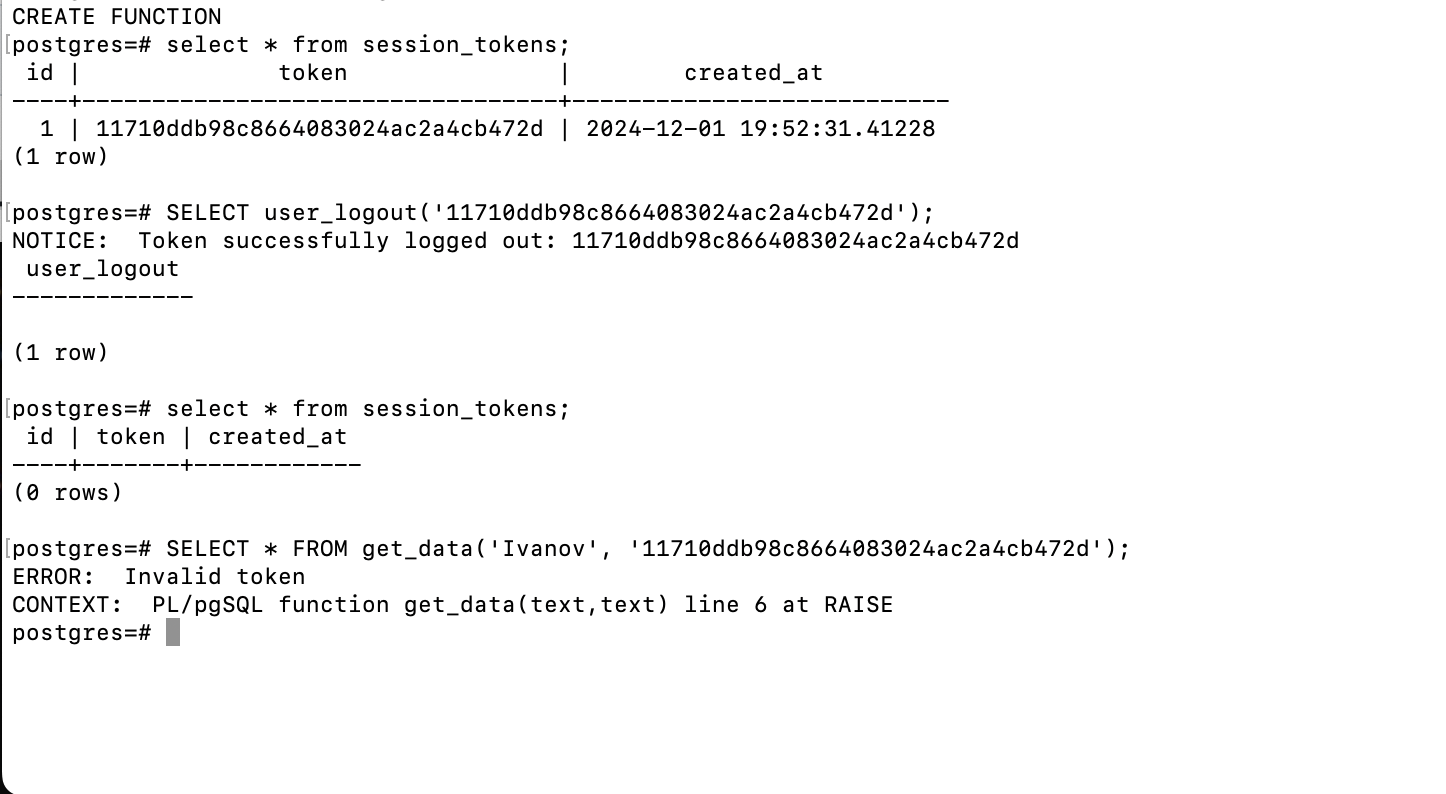 CREATE FUNCTION
[postgres=# select * from session_tokens;
 id |              token               |        created_at
----+----------------------------------+---------------------------
  1 | 11710ddb98c8664083024ac2a4cb472d | 2024-12-01 19:52:31.41228
(1 row)
[postgres=# SELECT user_logout('11710ddb98c8664083024ac2a4cb472d');
NOTICE:  Token successfully logged out: 11710ddb98c8664083024ac2a4cb472d
 user_logout
-------------
(1 row)
[postgres=# select * from session_tokens;
 id | token | created_at
----+-------+------------
(0 rows)
[postgres=# SELECT * FROM get_data('Ivanov', '11710ddb98c8664083024ac2a4cb472d');
ERROR:  Invalid token
CONTEXT:  PL/pgSQL function get_data(text,text) line 6 at RAISE
postgres=#